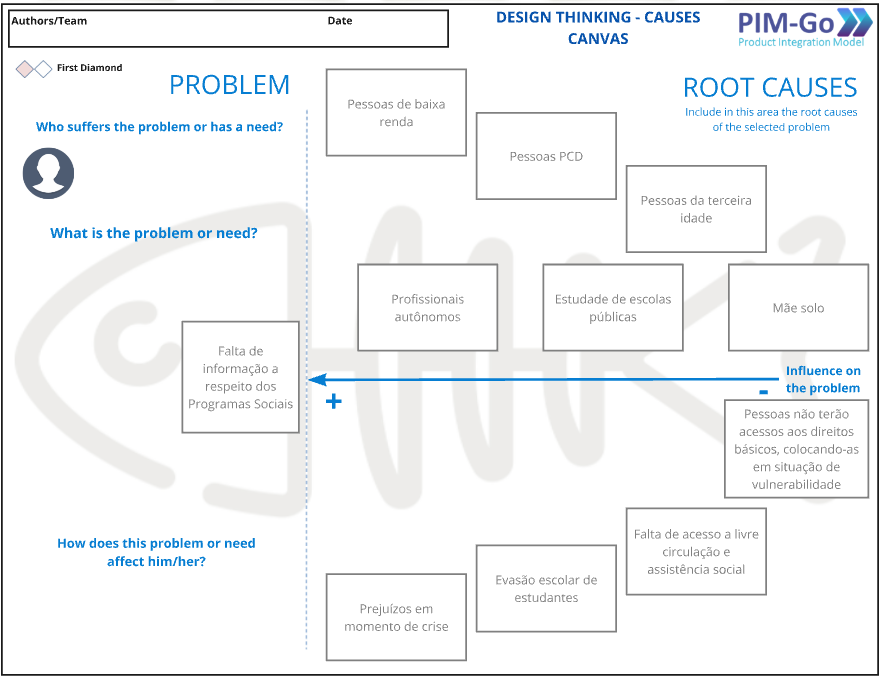 Authors/Team
Date
DESIGN THINKING - CAUSES
CANVAS
PIM-Go
Product Integration Model
First Diamond
PROBLEM
ROOT CAUSES
Include in this area the root causes
of the selected problem
Who suffers the problem or has a need?
Pessoas de baixa
renda
Pessoas PCD
Pessoas da terceira
idade
What is the problem or need?
Profissionais
autônomos
Estudade de escolas
públicas
Mãe solo
Falta de
informação a
respeito dos
Programas Sociais
Influence on
the problem
+
-
Pessoas não terão
acessos aos direitos
básicos, colocando-as
em situação de
vulnerabilidade
How does this problem or need
affect him/her?
Falta de acesso a livre
circulação e
assistência social
Evasão escolar de
estudantes
Prejuízos em
momento de crise